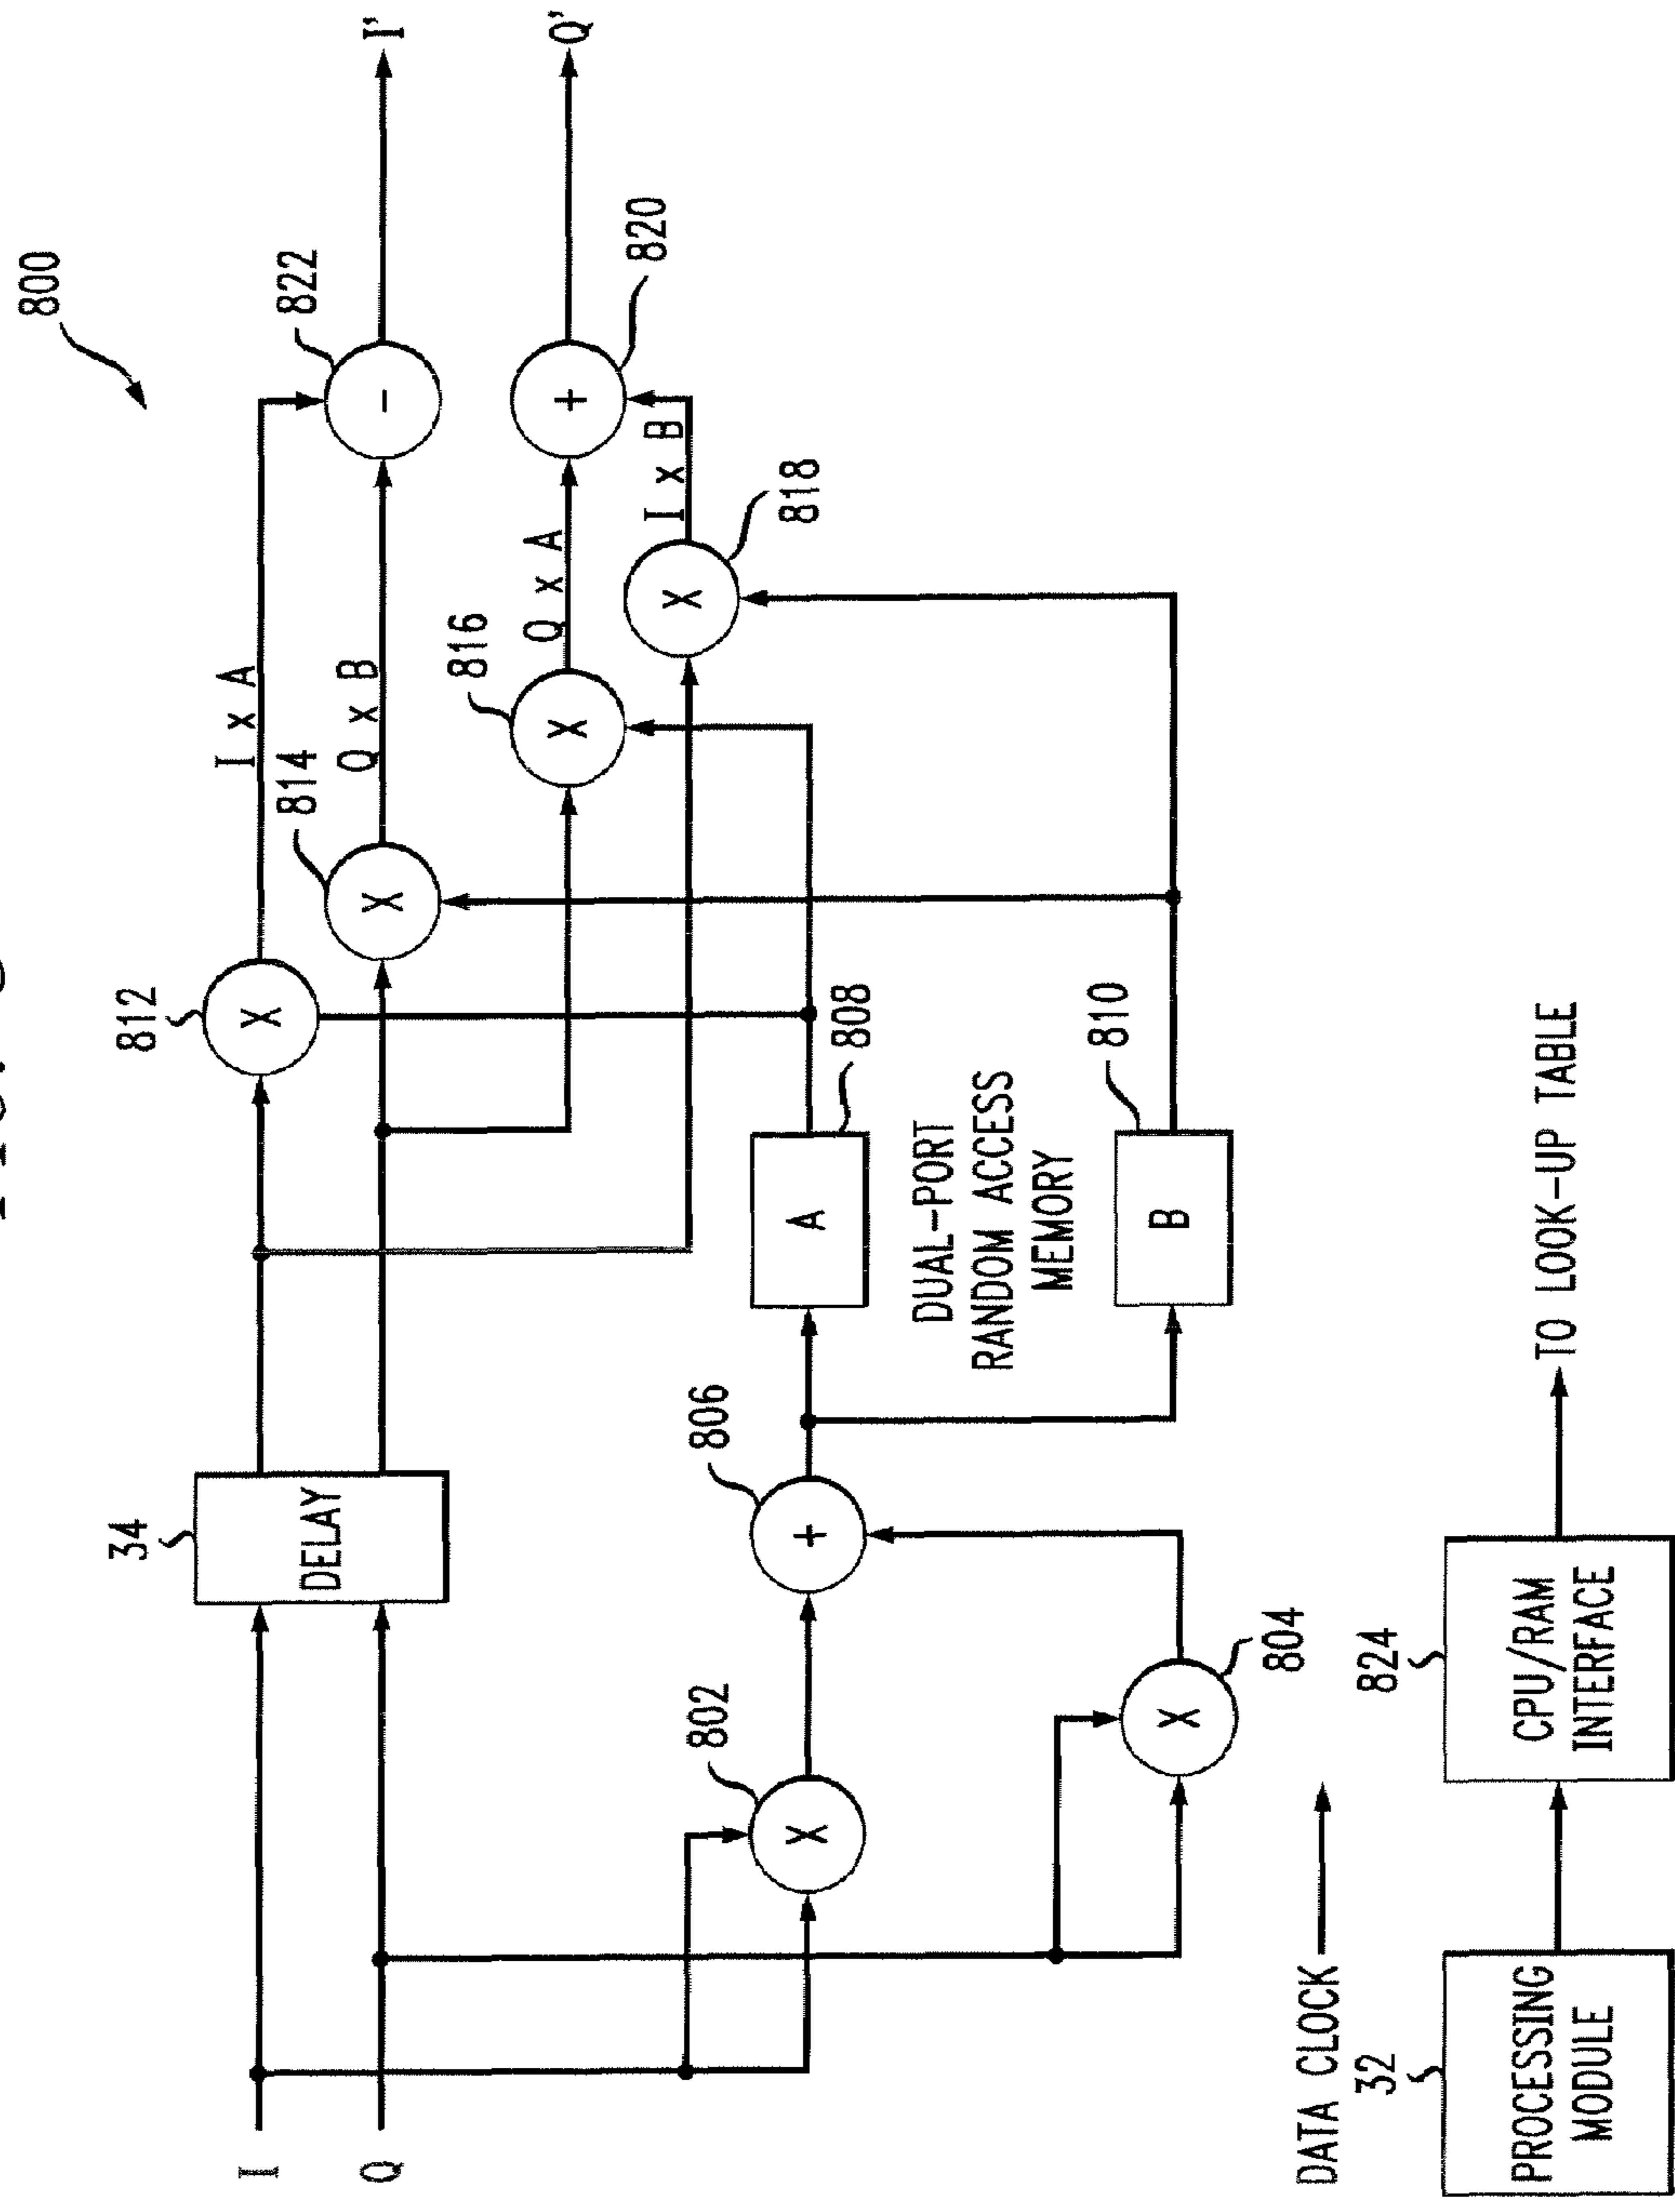 800
I'
Q'
822
820
I x A
Q x B
Q x A
I x B
812
X
814
X
816
X
818
X
-
+
34
DELAY
806
+
A
808
DUAL-PORT
RANDOM ACCESS
MEMORY
B
810
802
X
804
X
I
Q
DATA CLOCK
32
PROCESSING
MODULE
824
CPU/RAM
INTERFACE
TO LOOK-UP TABLE